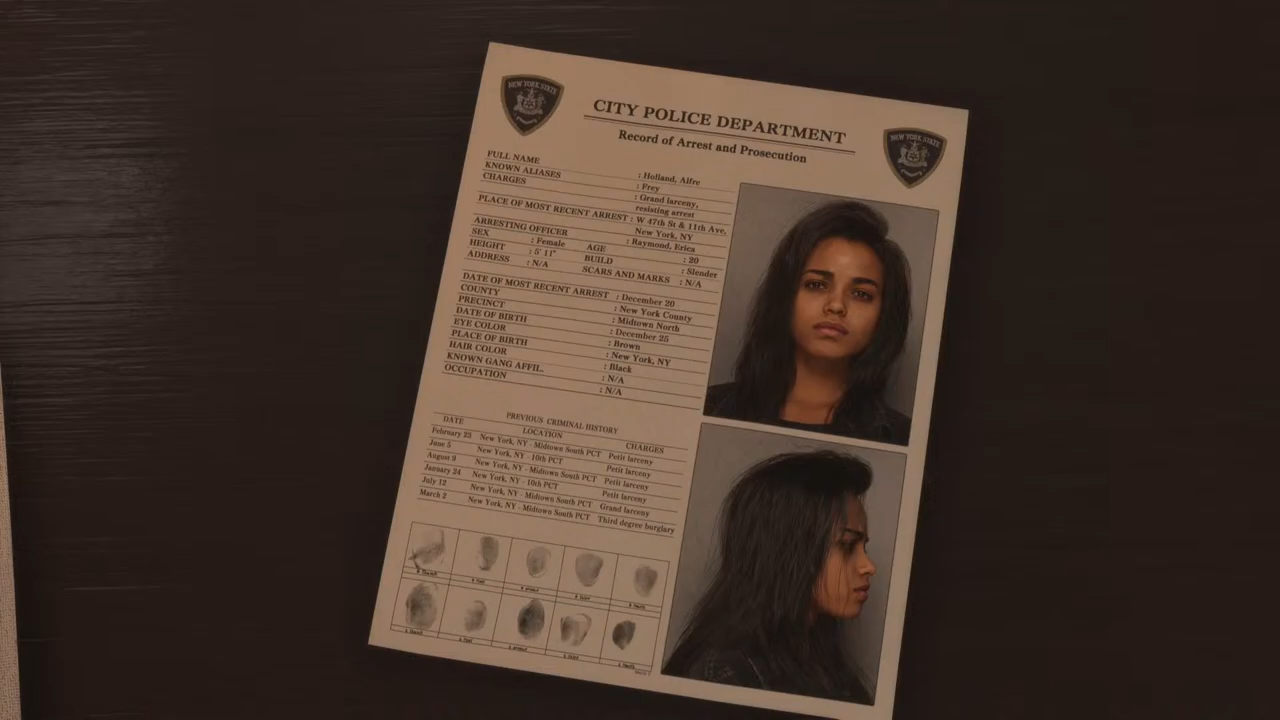 NEW YORK STATE
CITY POLICE DEPARTMENT
NEW YORK STATE
Record of Arrest and Prosecution
FULL NAME : Holland, Alfre
KNOWN ALIASES : Frey
CHARGES : Grand larceny,
resisting arrest
PLACE OF MOST RECENT ARREST : W 47th St & 11th Ave,
New York, NY
ARRESTING OFFICER : Raymond, Erica
SEX : Female AGE : 20
HEIGHT : 5' 11" BUILD : Slender
ADDRESS : N/A SCARS AND MARKS : N/A
DATE OF MOST RECENT ARREST : December 20
COUNTY : New York County
PRECINCT : Midtown North
DATE OF BIRTH : December 25
EYE COLOR : Brown
PLACE OF BIRTH : New York, NY
HAIR COLOR : Black
KNOWN GANG AFFIL. : N/A
OCCUPATION : N/A
PREVIOUS CRIMINAL HISTORY
DATE LOCATION CHARGES
February 23 New York, NY - Midtown South PCT Petit larceny
June 5 New York, NY - 10th PCT Petit larceny
August 9 New York, NY - Midtown South PCT Petit larceny
January 24 New York, NY - 10th PCT Petit larceny
July 12 New York, NY - Midtown South PCT Grand larceny
March 2 New York, NY - Midtown South PCT Third degree burglary